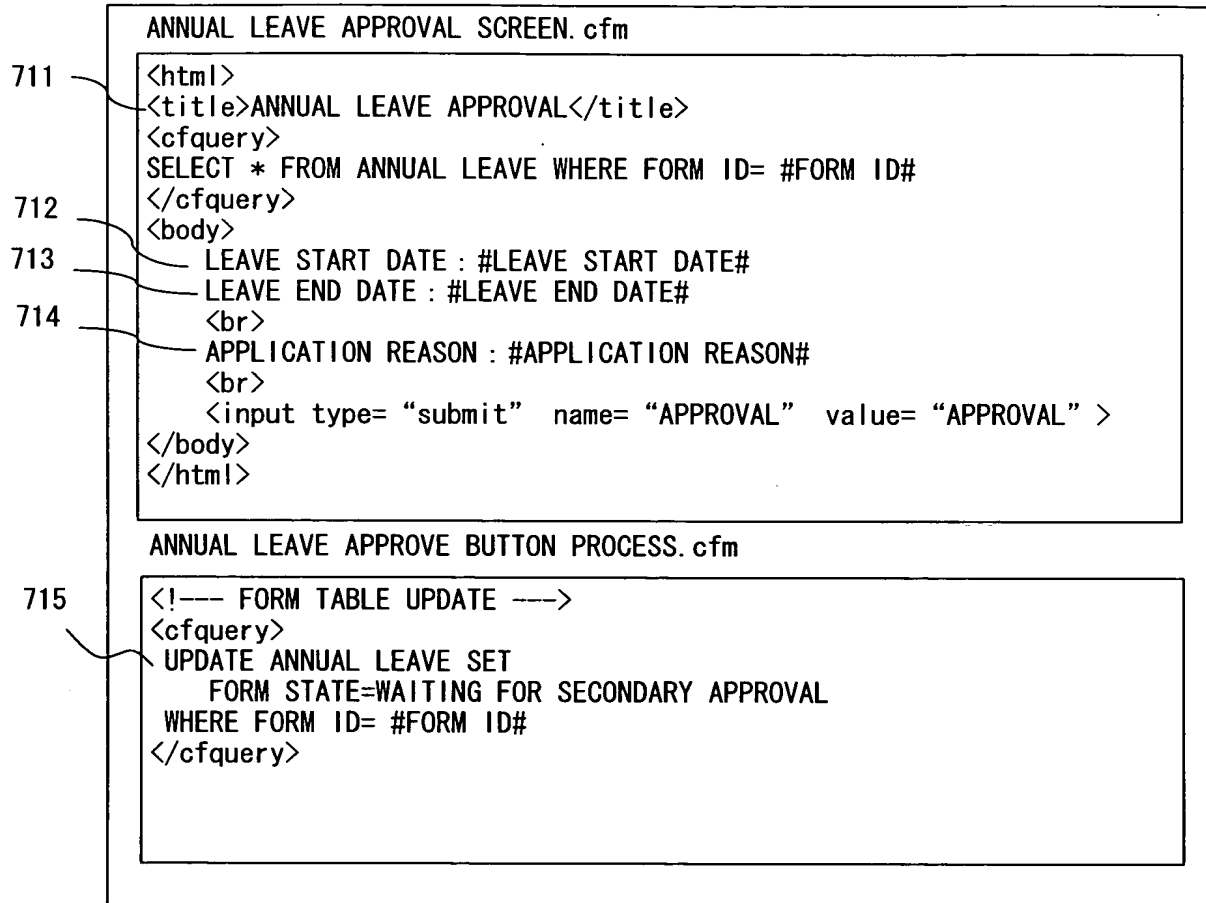 ANNUAL LEAVE APPROVAL SCREEN.cfm
711
<html>
<title>ANNUAL LEAVE APPROVAL</title>
<cfquery>
SELECT * FROM ANNUAL LEAVE WHERE FORM ID= #FORM ID#
</cfquery>
712
<body>
LEAVE START DATE : #LEAVE START DATE#
713
LEAVE END DATE : #LEAVE END DATE#
714
<br>
APPLICATION REASON : #APPLICATION REASON#
<br>
<input type= “submit” name= “APPROVAL” value= “APPROVAL” >
</body>
</html>
ANNUAL LEAVE APPROVE BUTTON PROCESS.cfm
715
<!--- FORM TABLE UPDATE --->
<cfquery>
UPDATE ANNUAL LEAVE SET
FORM STATE=WAITING FOR SECONDARY APPROVAL
WHERE FORM ID= #FORM ID#
</cfquery>